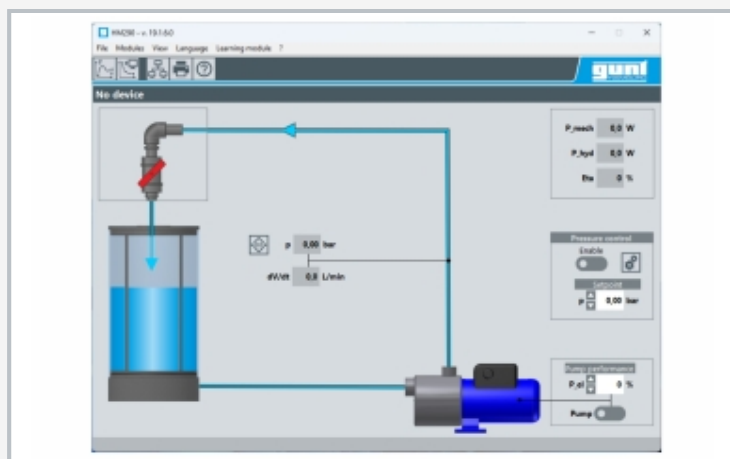 HM290 - v. 19.1.6.0
File Modules View Language Learning module ?
gunt
No device
P_mech 0,0 W
P_hyd 0,0 W
Eta 0 %
p 0,00 bar
dV/dt 0,0 L/min
Pressure control
Enable
Setpoint
p 0,00 bar
Pump performance
P_el 0 %
Pump